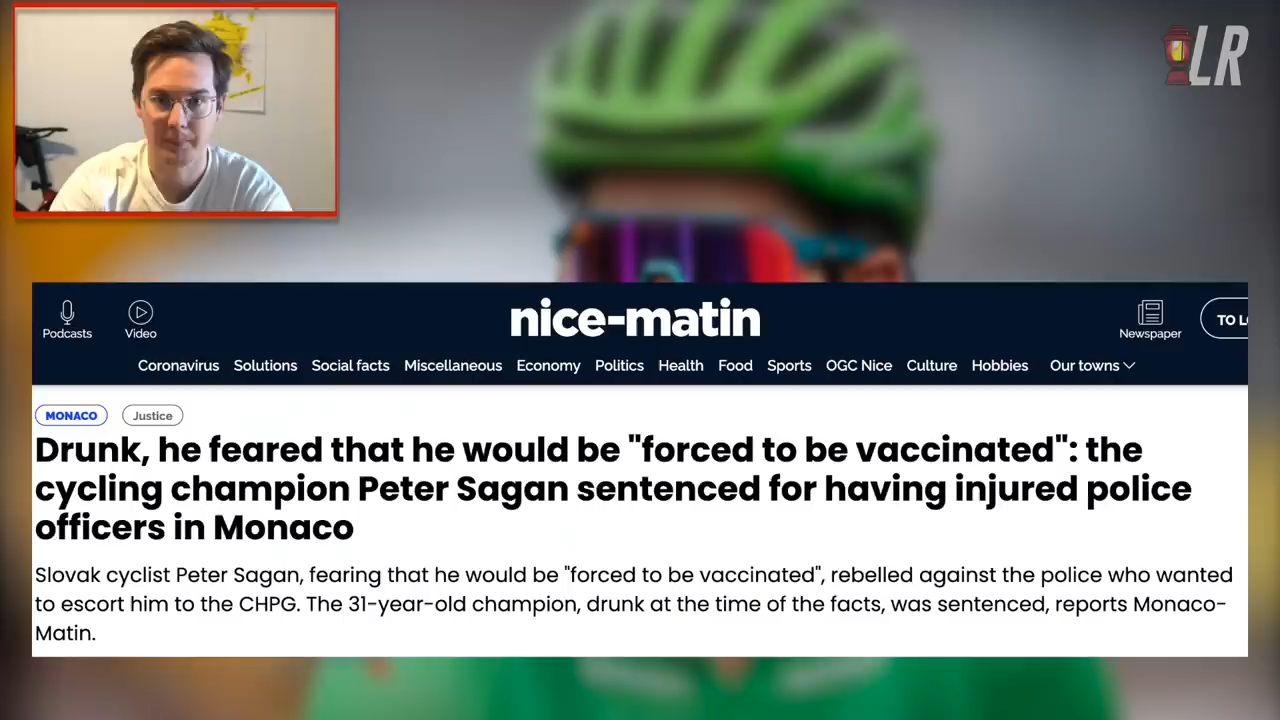 LR
nice-matin
Podcasts
Video
Newspaper
TO L
Coronavirus Solutions Social facts Miscellaneous Economy Politics Health Food Sports OGC Nice Culture Hobbies Our towns
MONACO Justice
Drunk, he feared that he would be "forced to be vaccinated": the
cycling champion Peter Sagan sentenced for having injured police
officers in Monaco
Slovak cyclist Peter Sagan, fearing that he would be "forced to be vaccinated", rebelled against the police who wanted
to escort him to the CHPG. The 31-year-old champion, drunk at the time of the facts, was sentenced, reports Monaco-
Matin.